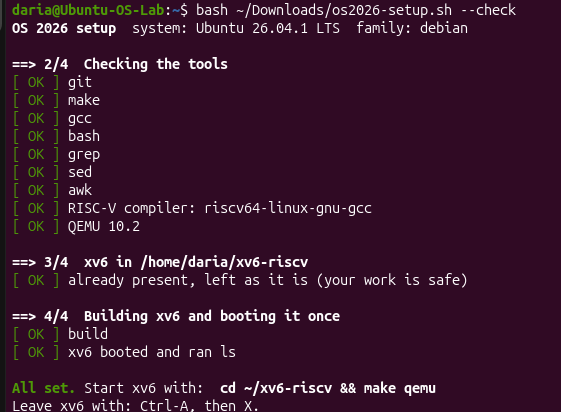 daria@Ubuntu-OS-Lab:~$ bash ~/Downloads/os2026-setup.sh --check
OS 2026 setup  system: Ubuntu 26.04.1 LTS  family: debian
==> 2/4  Checking the tools
[ OK ] git
[ OK ] make
[ OK ] gcc
[ OK ] bash
[ OK ] grep
[ OK ] sed
[ OK ] awk
[ OK ] RISC-V compiler: riscv64-linux-gnu-gcc
[ OK ] QEMU 10.2
==> 3/4  xv6 in /home/daria/xv6-riscv
[ OK ] already present, left as it is (your work is safe)
==> 4/4  Building xv6 and booting it once
[ OK ] build
[ OK ] xv6 booted and ran ls
All set. Start xv6 with:  cd ~/xv6-riscv && make qemu
Leave xv6 with: Ctrl-A, then X.